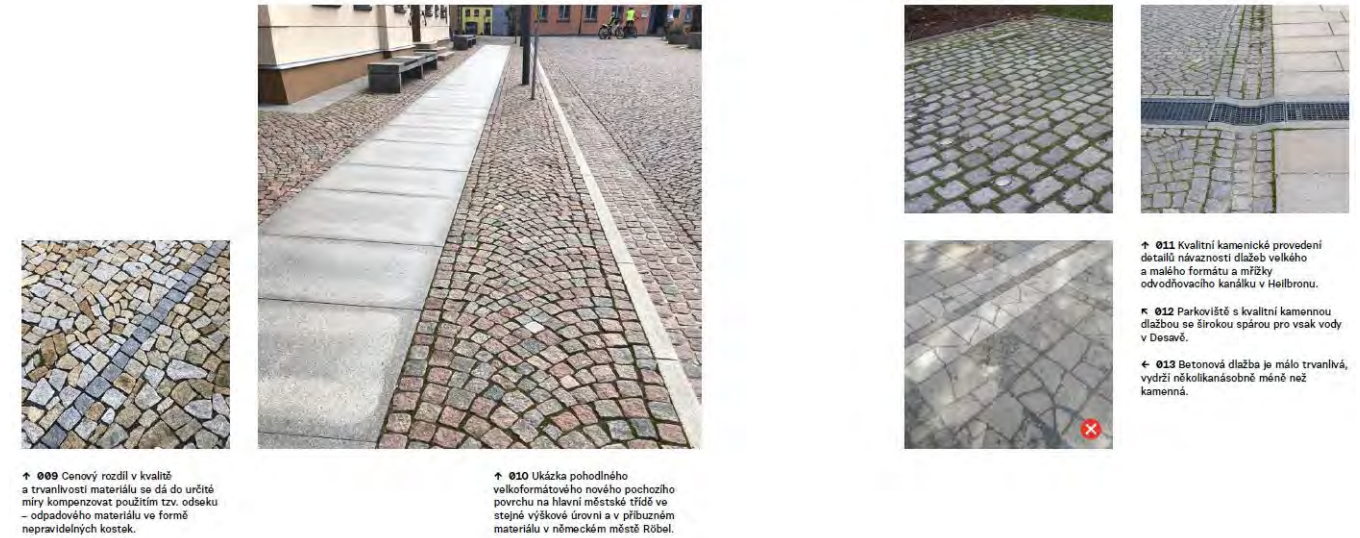 ↑ 009 Cenový rozdíl v kvalitě
a trvanlivosti materiálu se dá do určité
míry kompenzovat použitím tzv. odseku
– odpadového materiálu ve formě
nepravidelných kostek.
↑ 010 Ukázka pohodlného
velkoformátového nového pochozího
povrchu na hlavní městské třídě ve
stejné výškové úrovni a v příbuzném
materiálu v německém městě Röbel.
↑ 011 Kvalitní kamenické provedení
detailů návaznosti dlažeb velkého
a malého formátu a mřížky
odvodňovacího kanálku v Heilbronu.
↖ 012 Parkoviště s kvalitní kamennou
dlažbou se širokou spárou pro vsak vody
v Desavě.
← 013 Betonová dlažba je málo trvanlivá,
vydrží několikanásobně méně než
kamenná.